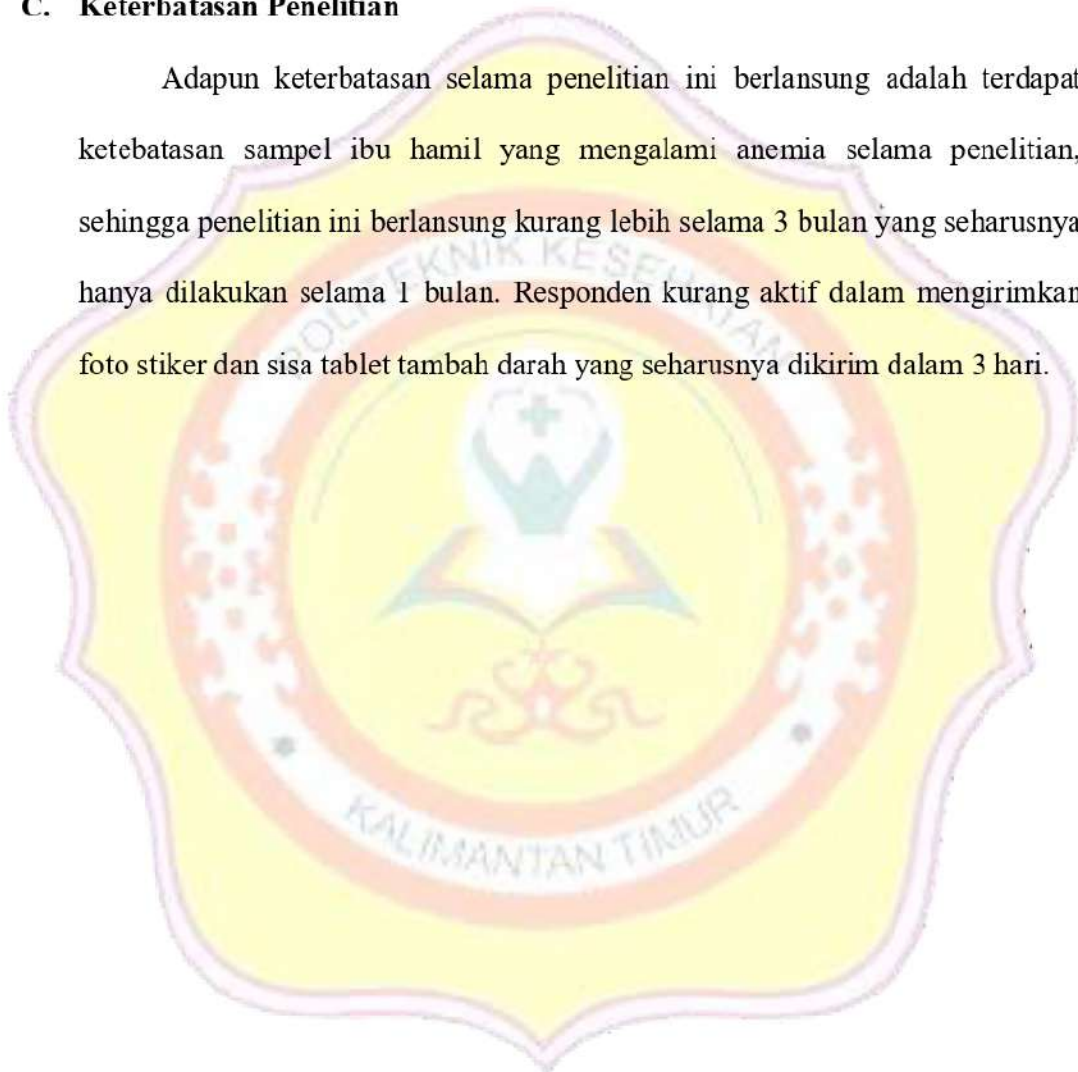 C. Keterbatasan Penelitian
Adapun keterbatasan selama penelitian ini berlansung adalah terdapat
ketebatasan sampel ibu hamil yang mengalami anemia selama penelitian,
sehingga penelitian ini berlansung kurang lebih selama 3 bulan yang seharusnya
hanya dilakukan selama 1 bulan. Responden kurang aktif dalam mengirimkan
foto stiker dan sisa tablet tambah darah yang seharusnya dikirim dalam 3 hari.
POLITEKNIK KESEHATAN
KALIMANTAN TIMUR